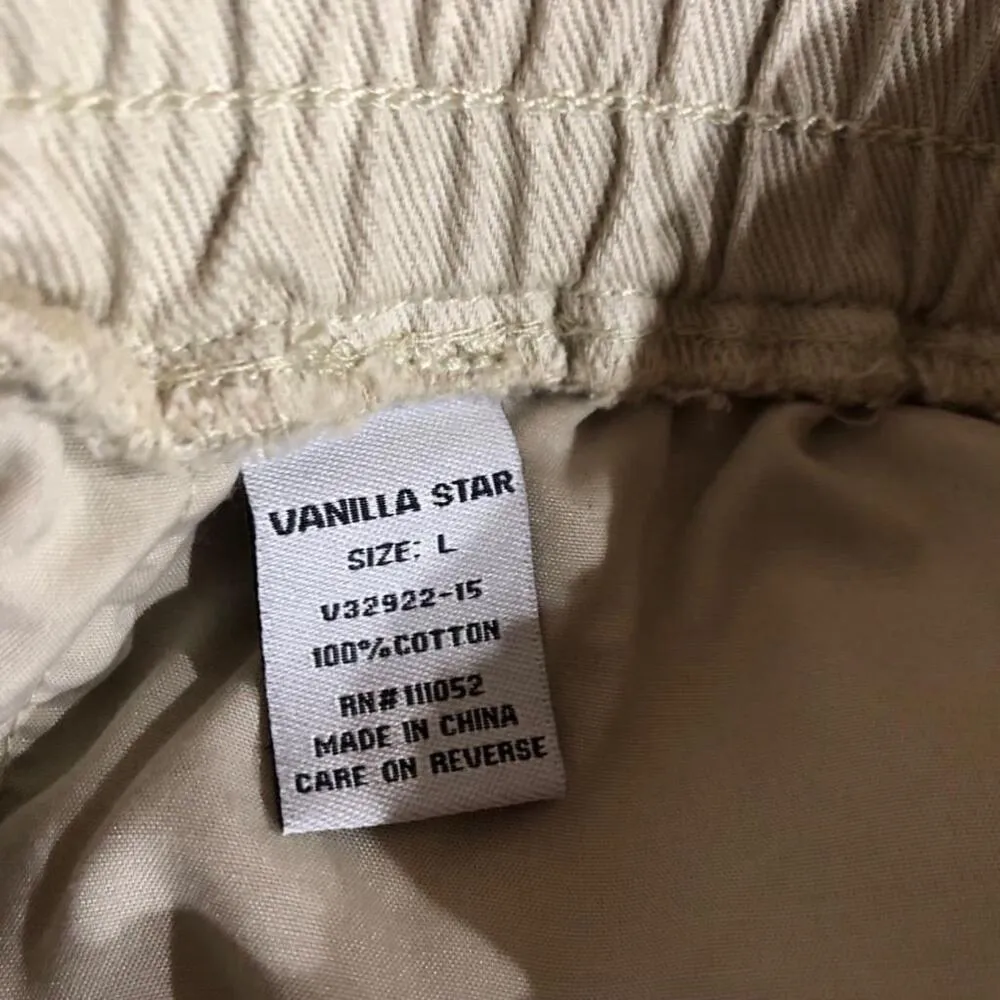 VANILLA STAR
SIZE: L
V32922-15
100%COTTON
RN#111052
MADE IN CHINA
CARE ON REVERSE